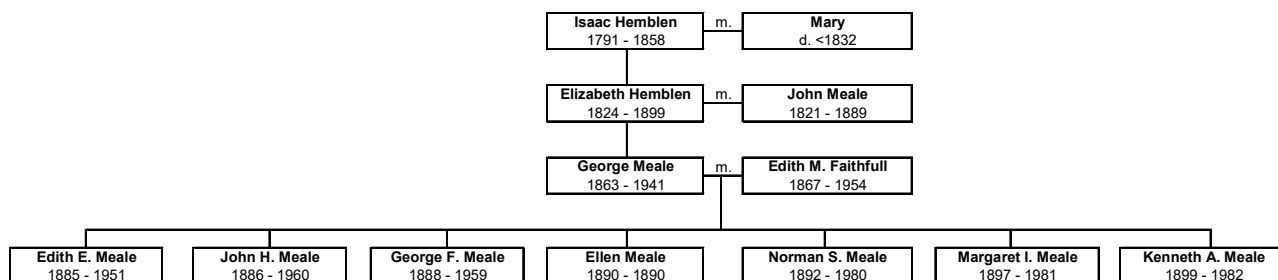 Isaac Hemblen
1791 - 1858
m.
Mary
d. <1832
Elizabeth Hemblen
1824 - 1899
m.
John Meale
1821 - 1889
George Meale
1863 - 1941
m.
Edith M. Faithfull
1867 - 1954
Edith E. Meale
1885 - 1951
John H. Meale
1886 - 1960
George F. Meale
1888 - 1959
Ellen Meale
1890 - 1890
Norman S. Meale
1892 - 1980
Margaret I. Meale
1897 - 1981
Kenneth A. Meale
1899 - 1982